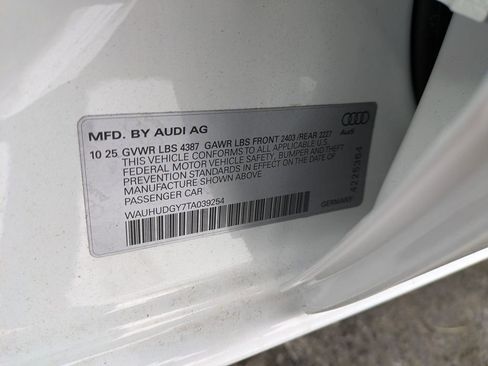 MFD. BY AUDI AG
Audi
10 25 GVWR LBS 4387 GAWR LBS FRONT 2403 /REAR 2227
THIS VEHICLE CONFORMS TO ALL APPLICABLE U.S.
FEDERAL MOTOR VEHICLE SAFETY, BUMPER AND THEFT
PREVENTION STANDARDS IN EFFECT ON THE DATE OF
MANUFACTURE SHOWN ABOVE
PASSENGER CAR
WAUHUDGY7TA039254
GERMANY
4225364